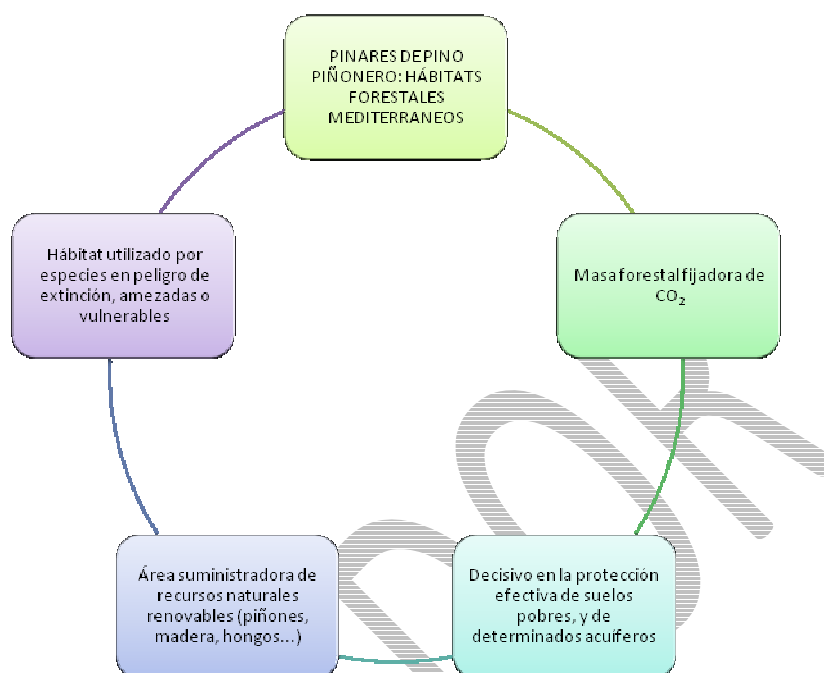 PINARES DE PINO
PIÑONERO: HÁBITATS
FORESTALES
MEDITERRANEOS
Masa forestal fijadora de
CO₂
Decisivo en la protección
efectiva de suelos
pobres, y de
determinados acuíferos
Área suministradora de
recursos naturales
renovables (piñones,
madera, hongos...)
Hábitat utilizado por
especies en peligro de
extinción, amezadas o
vulnerables